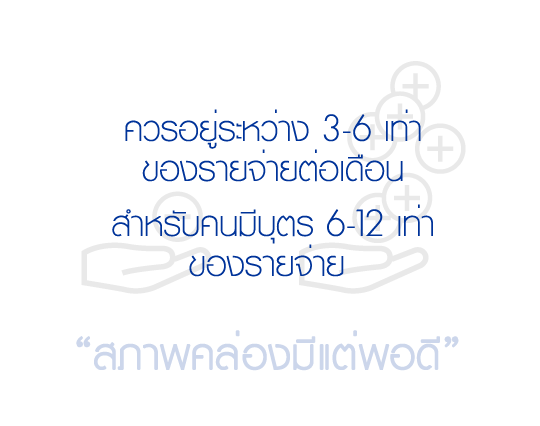 ควรอยู่ระหว่าง 3-6 เท่า
ของรายจ่ายต่อเดือน
สำหรับคนมีบุตร 6-12 เท่า
ของรายจ่าย
“สภาพคล่องมีแต่พอดี”